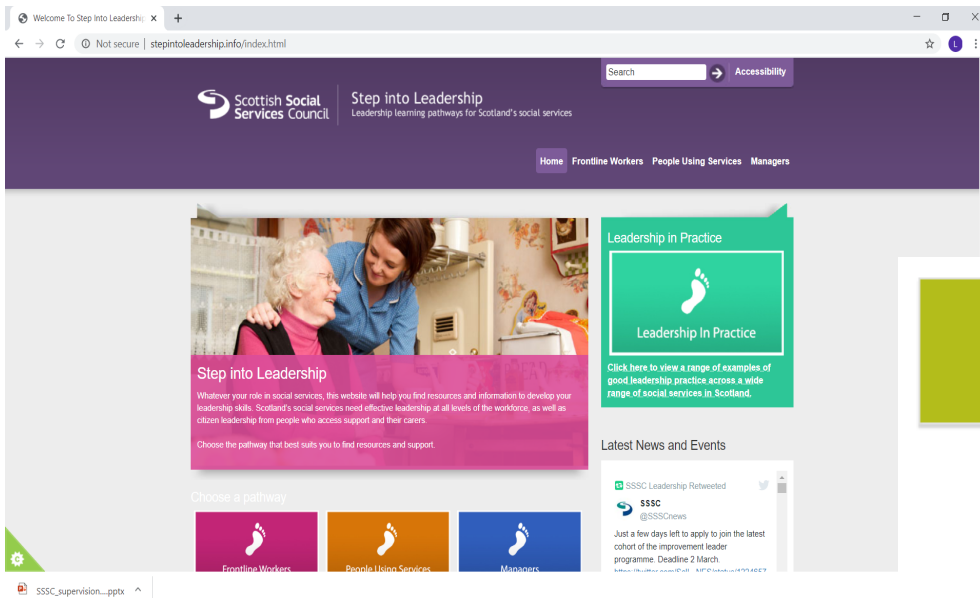 Welcome To Step Into Leadership
Not secure | stepintoleadership.info/index.html
L
Search
Accessibility
Scottish Social
Services Council
Step into Leadership
Leadership learning pathways for Scotland's social services
Home Frontline Workers People Using Services Managers
Step into Leadership
Whatever your role in social services, this website will help you find resources and information to develop your
leadership skills. Scotland's social services need effective leadership at all levels of the workforce, as well as
citizen leadership from people who access support and their carers.
Choose the pathway that best suits you to find resources and support.
Choose a pathway
Frontline Workers
People Using Services
Managers
Leadership in Practice
Leadership In Practice
Click here to view a range of examples of
good leadership practice across a wide
range of social services in Scotland.
Latest News and Events
SSSC Leadership Retweeted
SSSC
@SSSCnews
Just a few days left to apply to join the latest
cohort of the improvement leader
programme. Deadline 2 March.
SSSC_supervision....pptx